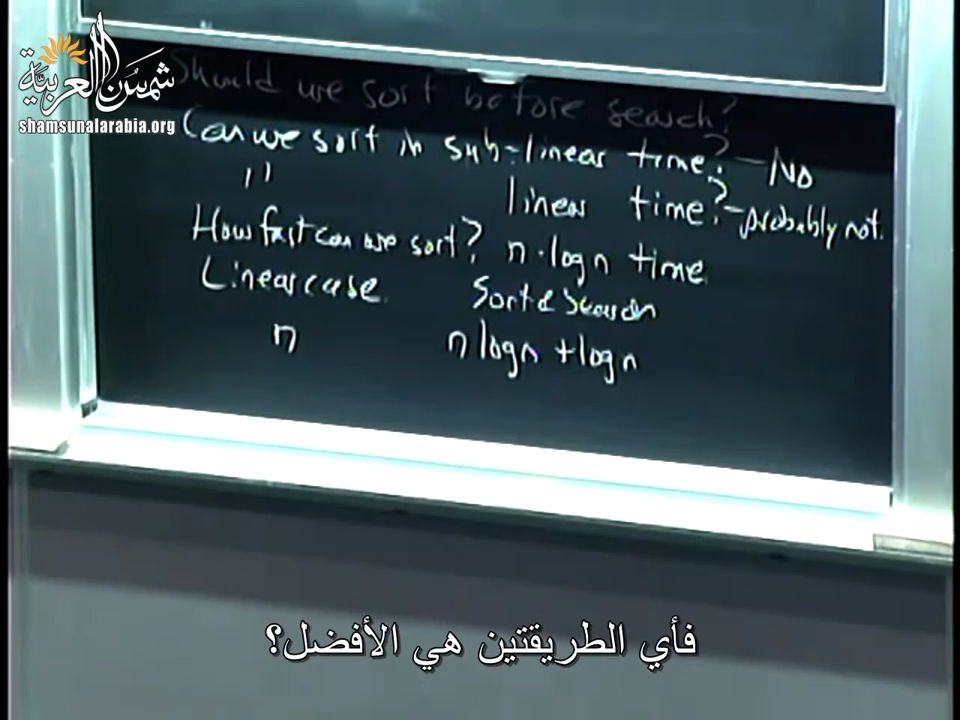 شمس العربية
shamsunalarabia.org
Should we sort before search?
Can we sort in sub-linear time? - No
" linear time? - probably not.
How fast can we sort? n·log n time
Linear case Sort & Search
n n log n + log n
فأي الطريقتين هي الأفضل؟